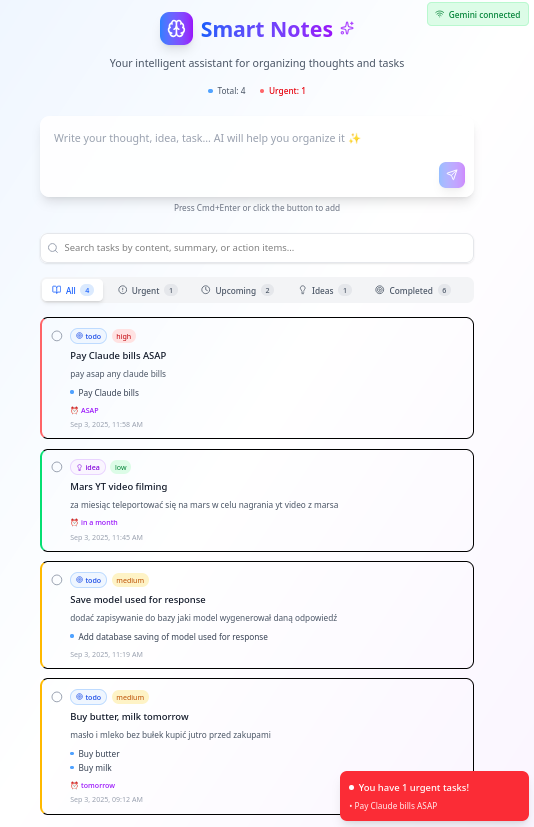 Gemini connected
Smart Notes
Your intelligent assistant for organizing thoughts and tasks
Total: 4 Urgent: 1
Write your thought, idea, task... AI will help you organize it ✨
Press Cmd+Enter or click the button to add
Search tasks by content, summary, or action items...
All 4 Urgent 1 Upcoming 2 Ideas 1 Completed 6
todo high
Pay Claude bills ASAP
pay asap any claude bills
Pay Claude bills
⏰ ASAP
Sep 3, 2025, 11:58 AM
idea low
Mars YT video filming
za miesiąc teleportować się na mars w celu nagrania yt video z marsa
⏰ in a month
Sep 3, 2025, 11:45 AM
todo medium
Save model used for response
dodać zapisywanie do bazy jaki model wygenerował daną odpowiedź
Add database saving of model used for response
Sep 3, 2025, 11:19 AM
todo medium
Buy butter, milk tomorrow
masło i mleko bez bułek kupić jutro przed zakupami
Buy butter
Buy milk
⏰ tomorrow
Sep 3, 2025, 09:12 AM
You have 1 urgent tasks!
• Pay Claude bills ASAP